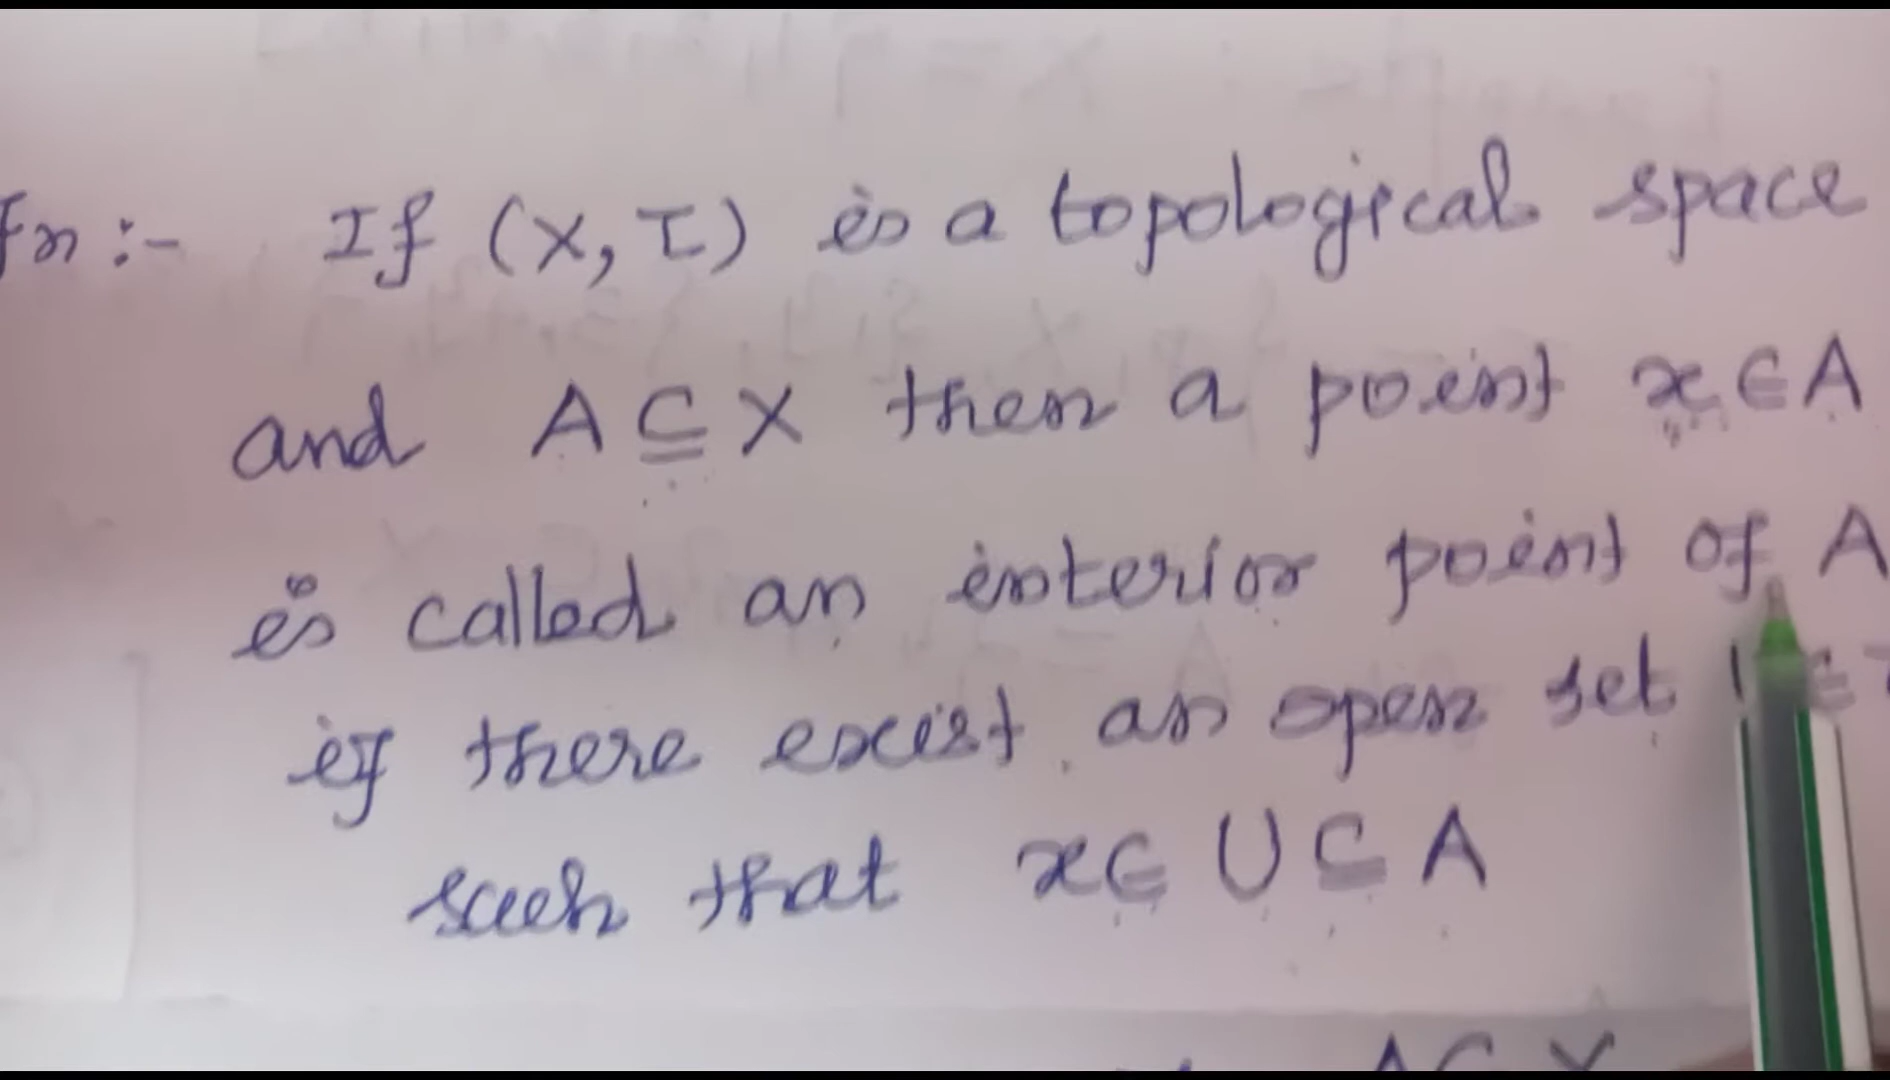 fn :- If (X, τ) is a topological space
and A ⊆ X then a point x ∈ A
is called an interior point of A
if there exist an open set ∈
such that x ∈ U ⊆ A
A ⊆ X